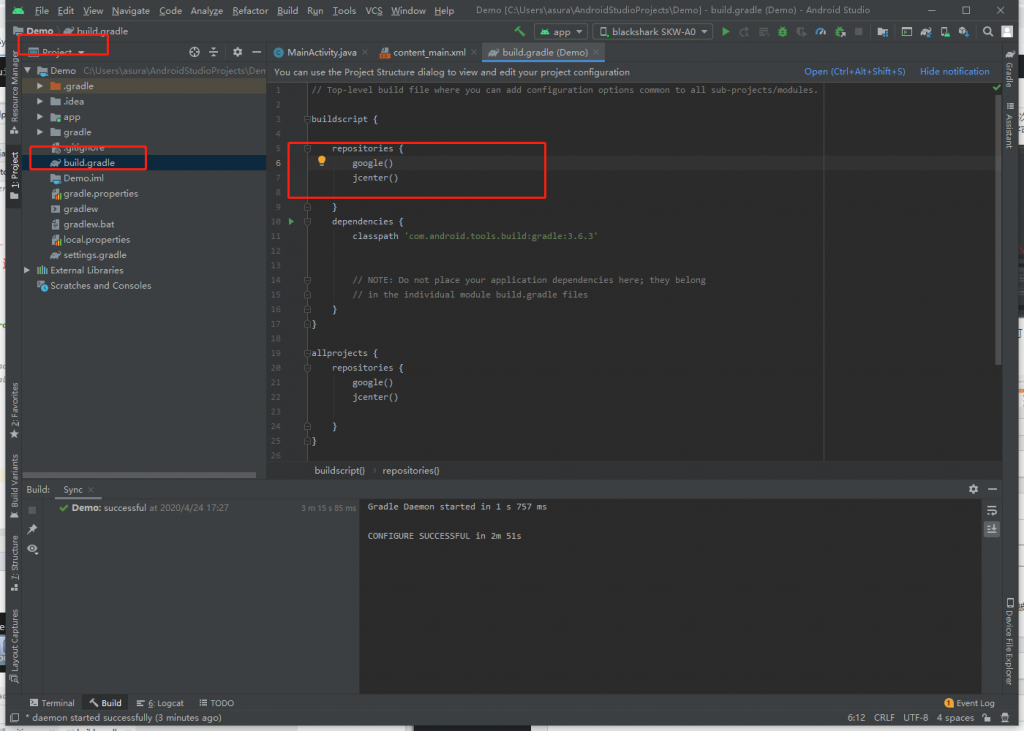 File Edit View Navigate Code Analyze Refactor Build Run Tools VCS Window Help Demo [C:\Users\asura\AndroidStudioProjects\Demo] - build.gradle (Demo) - Android Studio
Demo build.gradle app blackshark SKW-A0
Project MainActivity.java content_main.xml build.gradle (Demo)
Demo C:\Users\asura\AndroidStudioProjects\Den
.gradle
.idea
app
gradle
.gitignore
build.gradle
Demo.iml
gradle.properties
gradlew
gradlew.bat
local.properties
settings.gradle
External Libraries
Scratches and Consoles
You can use the Project Structure dialog to view and edit your project configuration Open (Ctrl+Alt+Shift+S) Hide notification
1 // Top-level build file where you can add configuration options common to all sub-projects/modules.
2
3 buildscript {
4
5 repositories {
6 google()
7 jcenter()
8
9 }
10 dependencies {
11 classpath 'com.android.tools.build:gradle:3.6.3'
12
13
14 // NOTE: Do not place your application dependencies here; they belong
15 // in the individual module build.gradle files
16 }
17 }
18
19 allprojects {
20 repositories {
21 google()
22 jcenter()
23
24 }
25 }
26
buildscript{} repositories{}
Resource Manager
1: Project
2: Favorites
Build Variants
7: Structure
Layout Captures
Gradle
Assistant
Device File Explorer
Build: Sync
Demo: successful at 2020/4/24 17:27 3 m 15 s 85 ms
Gradle Daemon started in 1 s 757 ms
CONFIGURE SUCCESSFUL in 2m 51s
Terminal Build 6: Logcat TODO 1 Event Log
* daemon started successfully (3 minutes ago) 6:12 CRLF UTF-8 4 spaces